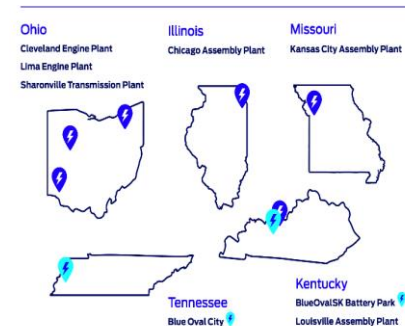 Ohio
Cleveland Engine Plant
Lima Engine Plant
Sharonville Transmission Plant
Illinois
Chicago Assembly Plant
Missouri
Kansas City Assembly Plant
Tennessee
Blue Oval City
Kentucky
BlueOvalSK Battery Park
Louisville Assembly Plant